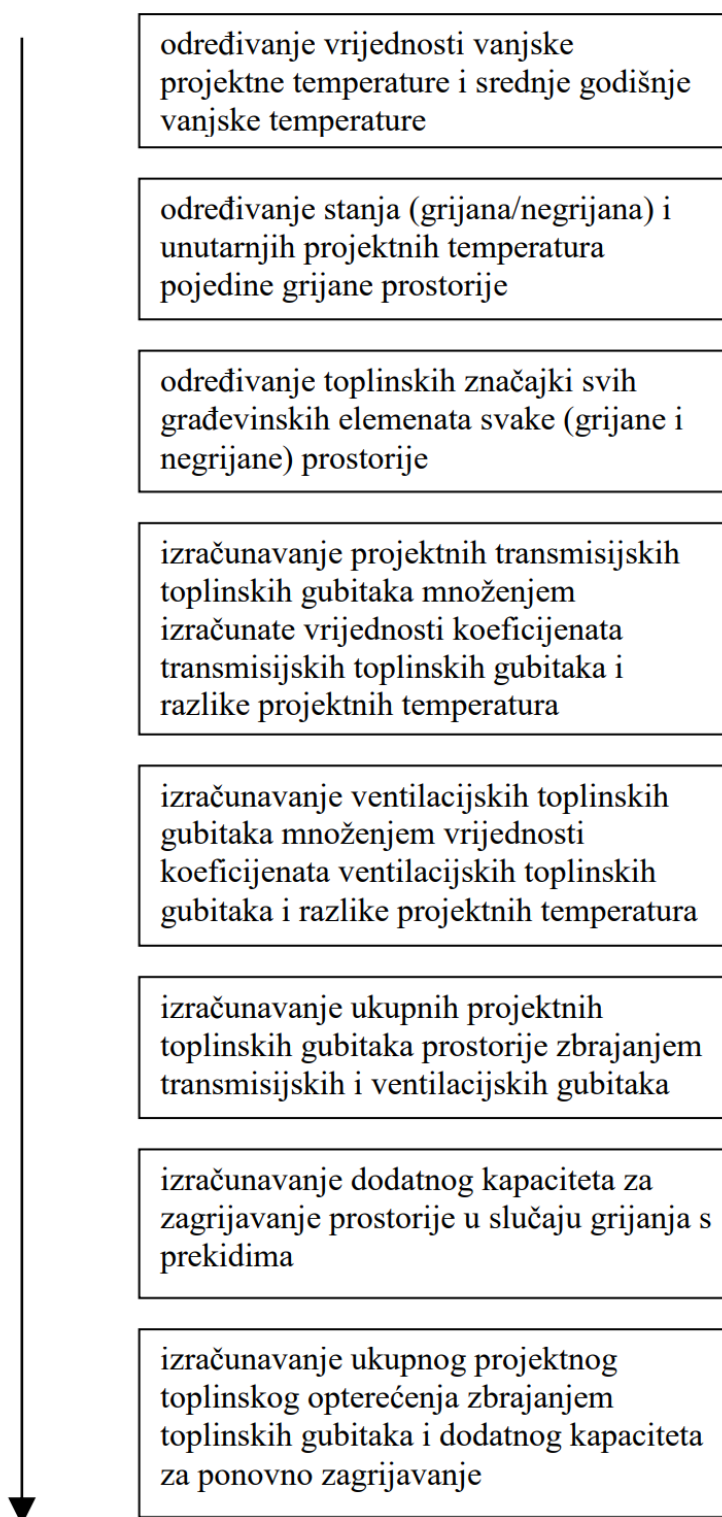 određivanje vrijednosti vanjske
projektne temperature i srednje godišnje
vanjske temperature
određivanje stanja (grijana/negrijana) i
unutarnjih projektnih temperatura
pojedine grijane prostorije
određivanje toplinskih značajki svih
građevinskih elemenata svake (grijane i
negrijane) prostorije
izračunavanje projektnih transmisijskih
toplinskih gubitaka množenjem
izračunate vrijednosti koeficijenata
transmisijskih toplinskih gubitaka i
razlike projektnih temperatura
izračunavanje ventilacijskih toplinskih
gubitaka množenjem vrijednosti
koeficijenata ventilacijskih toplinskih
gubitaka i razlike projektnih temperatura
izračunavanje ukupnih projektnih
toplinskih gubitaka prostorije zbrajanjem
transmisijskih i ventilacijskih gubitaka
izračunavanje dodatnog kapaciteta za
zagrijavanje prostorije u slučaju grijanja s
prekidima
izračunavanje ukupnog projektnog
toplinskog opterećenja zbrajanjem
toplinskih gubitaka i dodatnog kapaciteta
za ponovno zagrijavanje